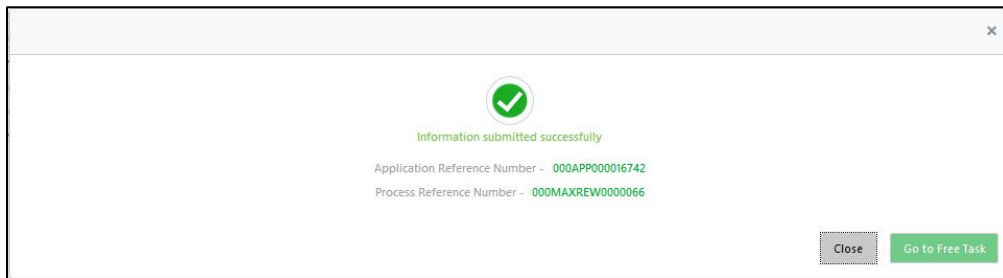 ×
Information submitted successfully
Application Reference Number - 000APP000016742
Process Reference Number - 000MAXREW0000066
Close Go to Free Task